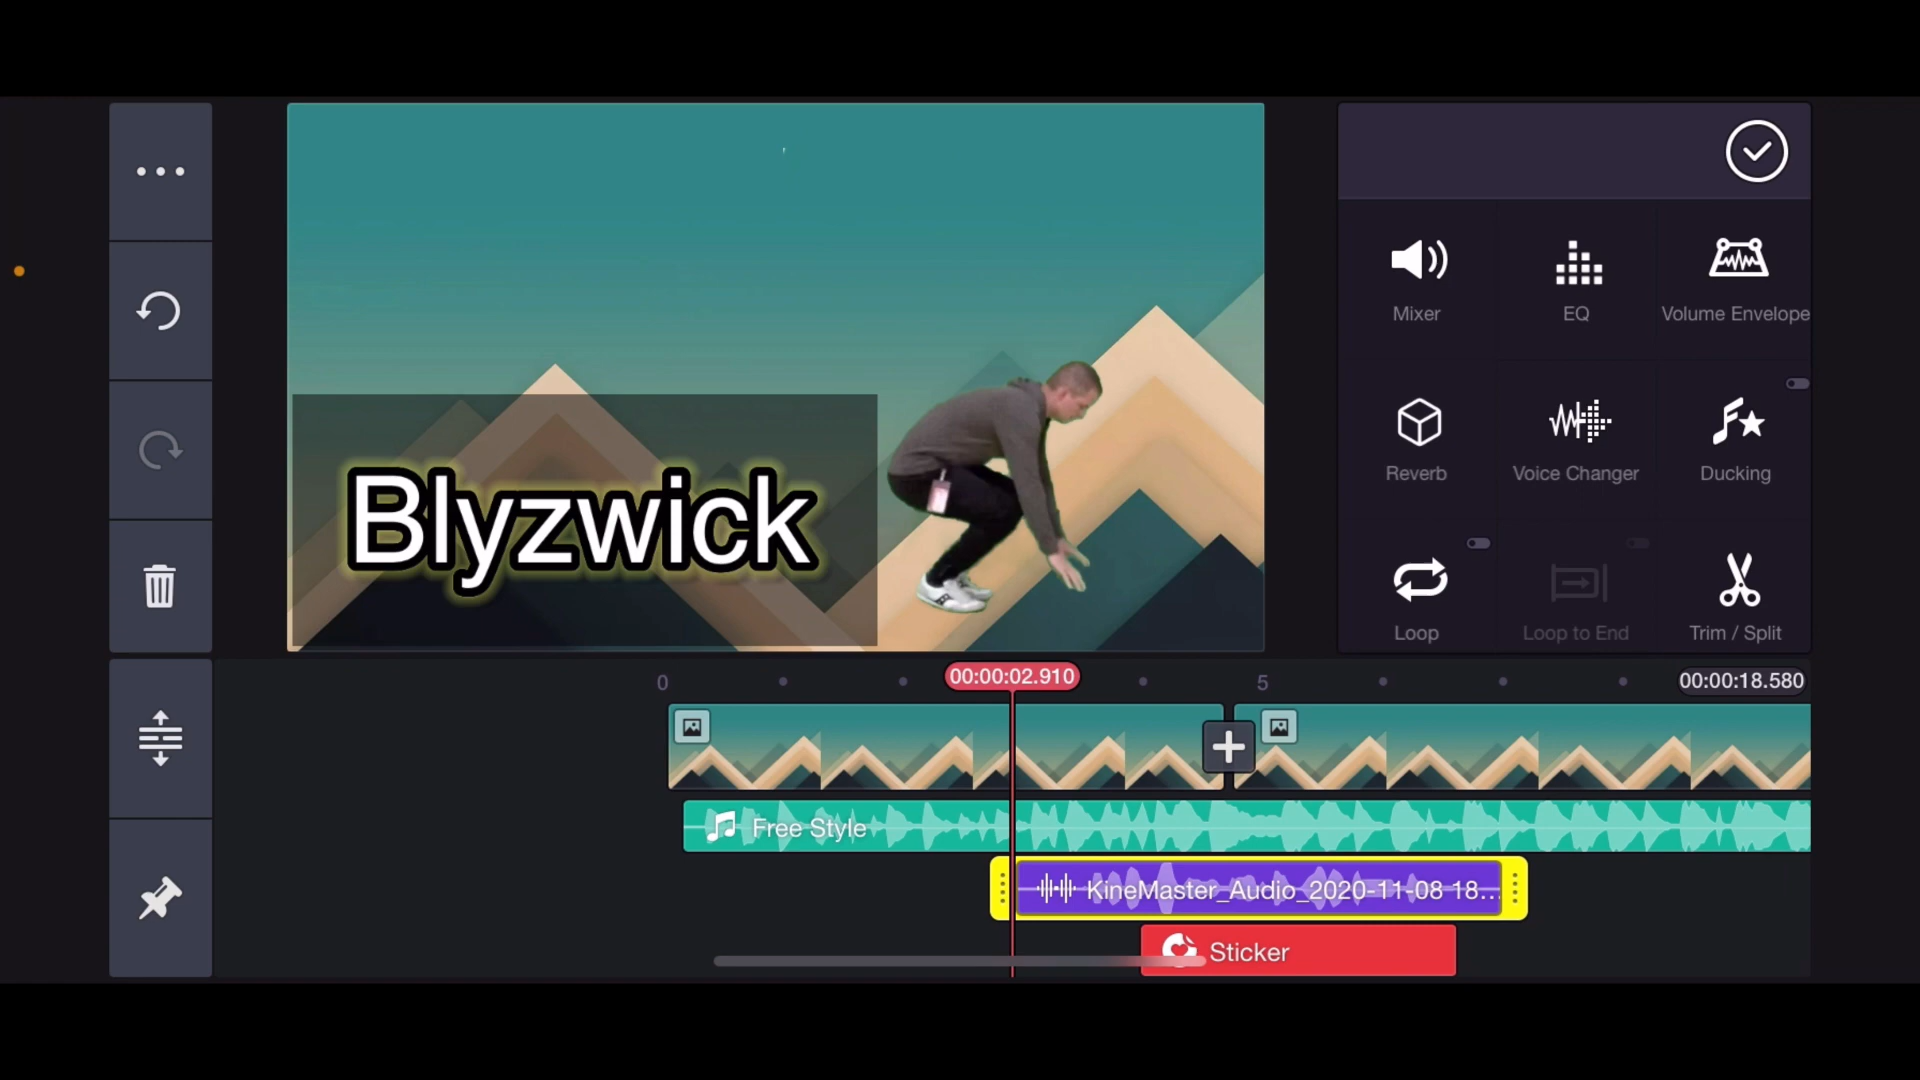 Blyzwick
Mixer
EQ
Volume Envelope
Reverb
Voice Changer
Ducking
Loop
Loop to End
Trim / Split
0
00:00:02.910
5
00:00:18.580
Free Style
KineMaster_Audio_2020-11-08 18...
Sticker